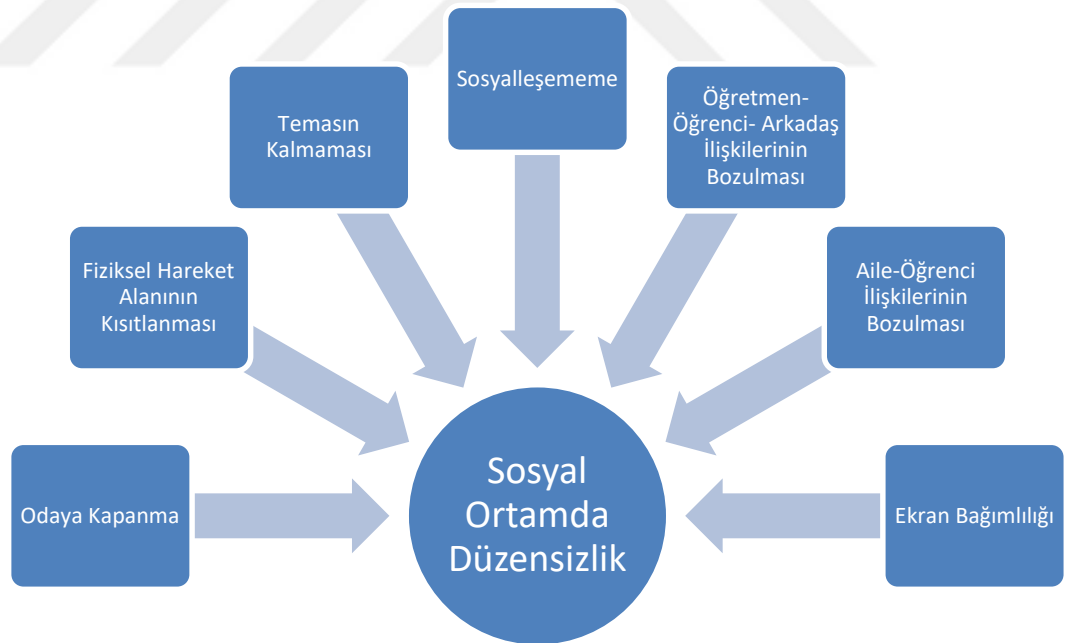 Sosyalleşememe
Temasın
Kalmaması
Öğretmen-
Öğrenci- Arkadaş
İlişkilerinin
Bozulması
Fiziksel Hareket
Alanının
Kısıtlanması
Aile-Öğrenci
İlişkilerinin
Bozulması
Odaya Kapanma
Sosyal
Ortamda
Düzensizlik
Ekran Bağımlılığı